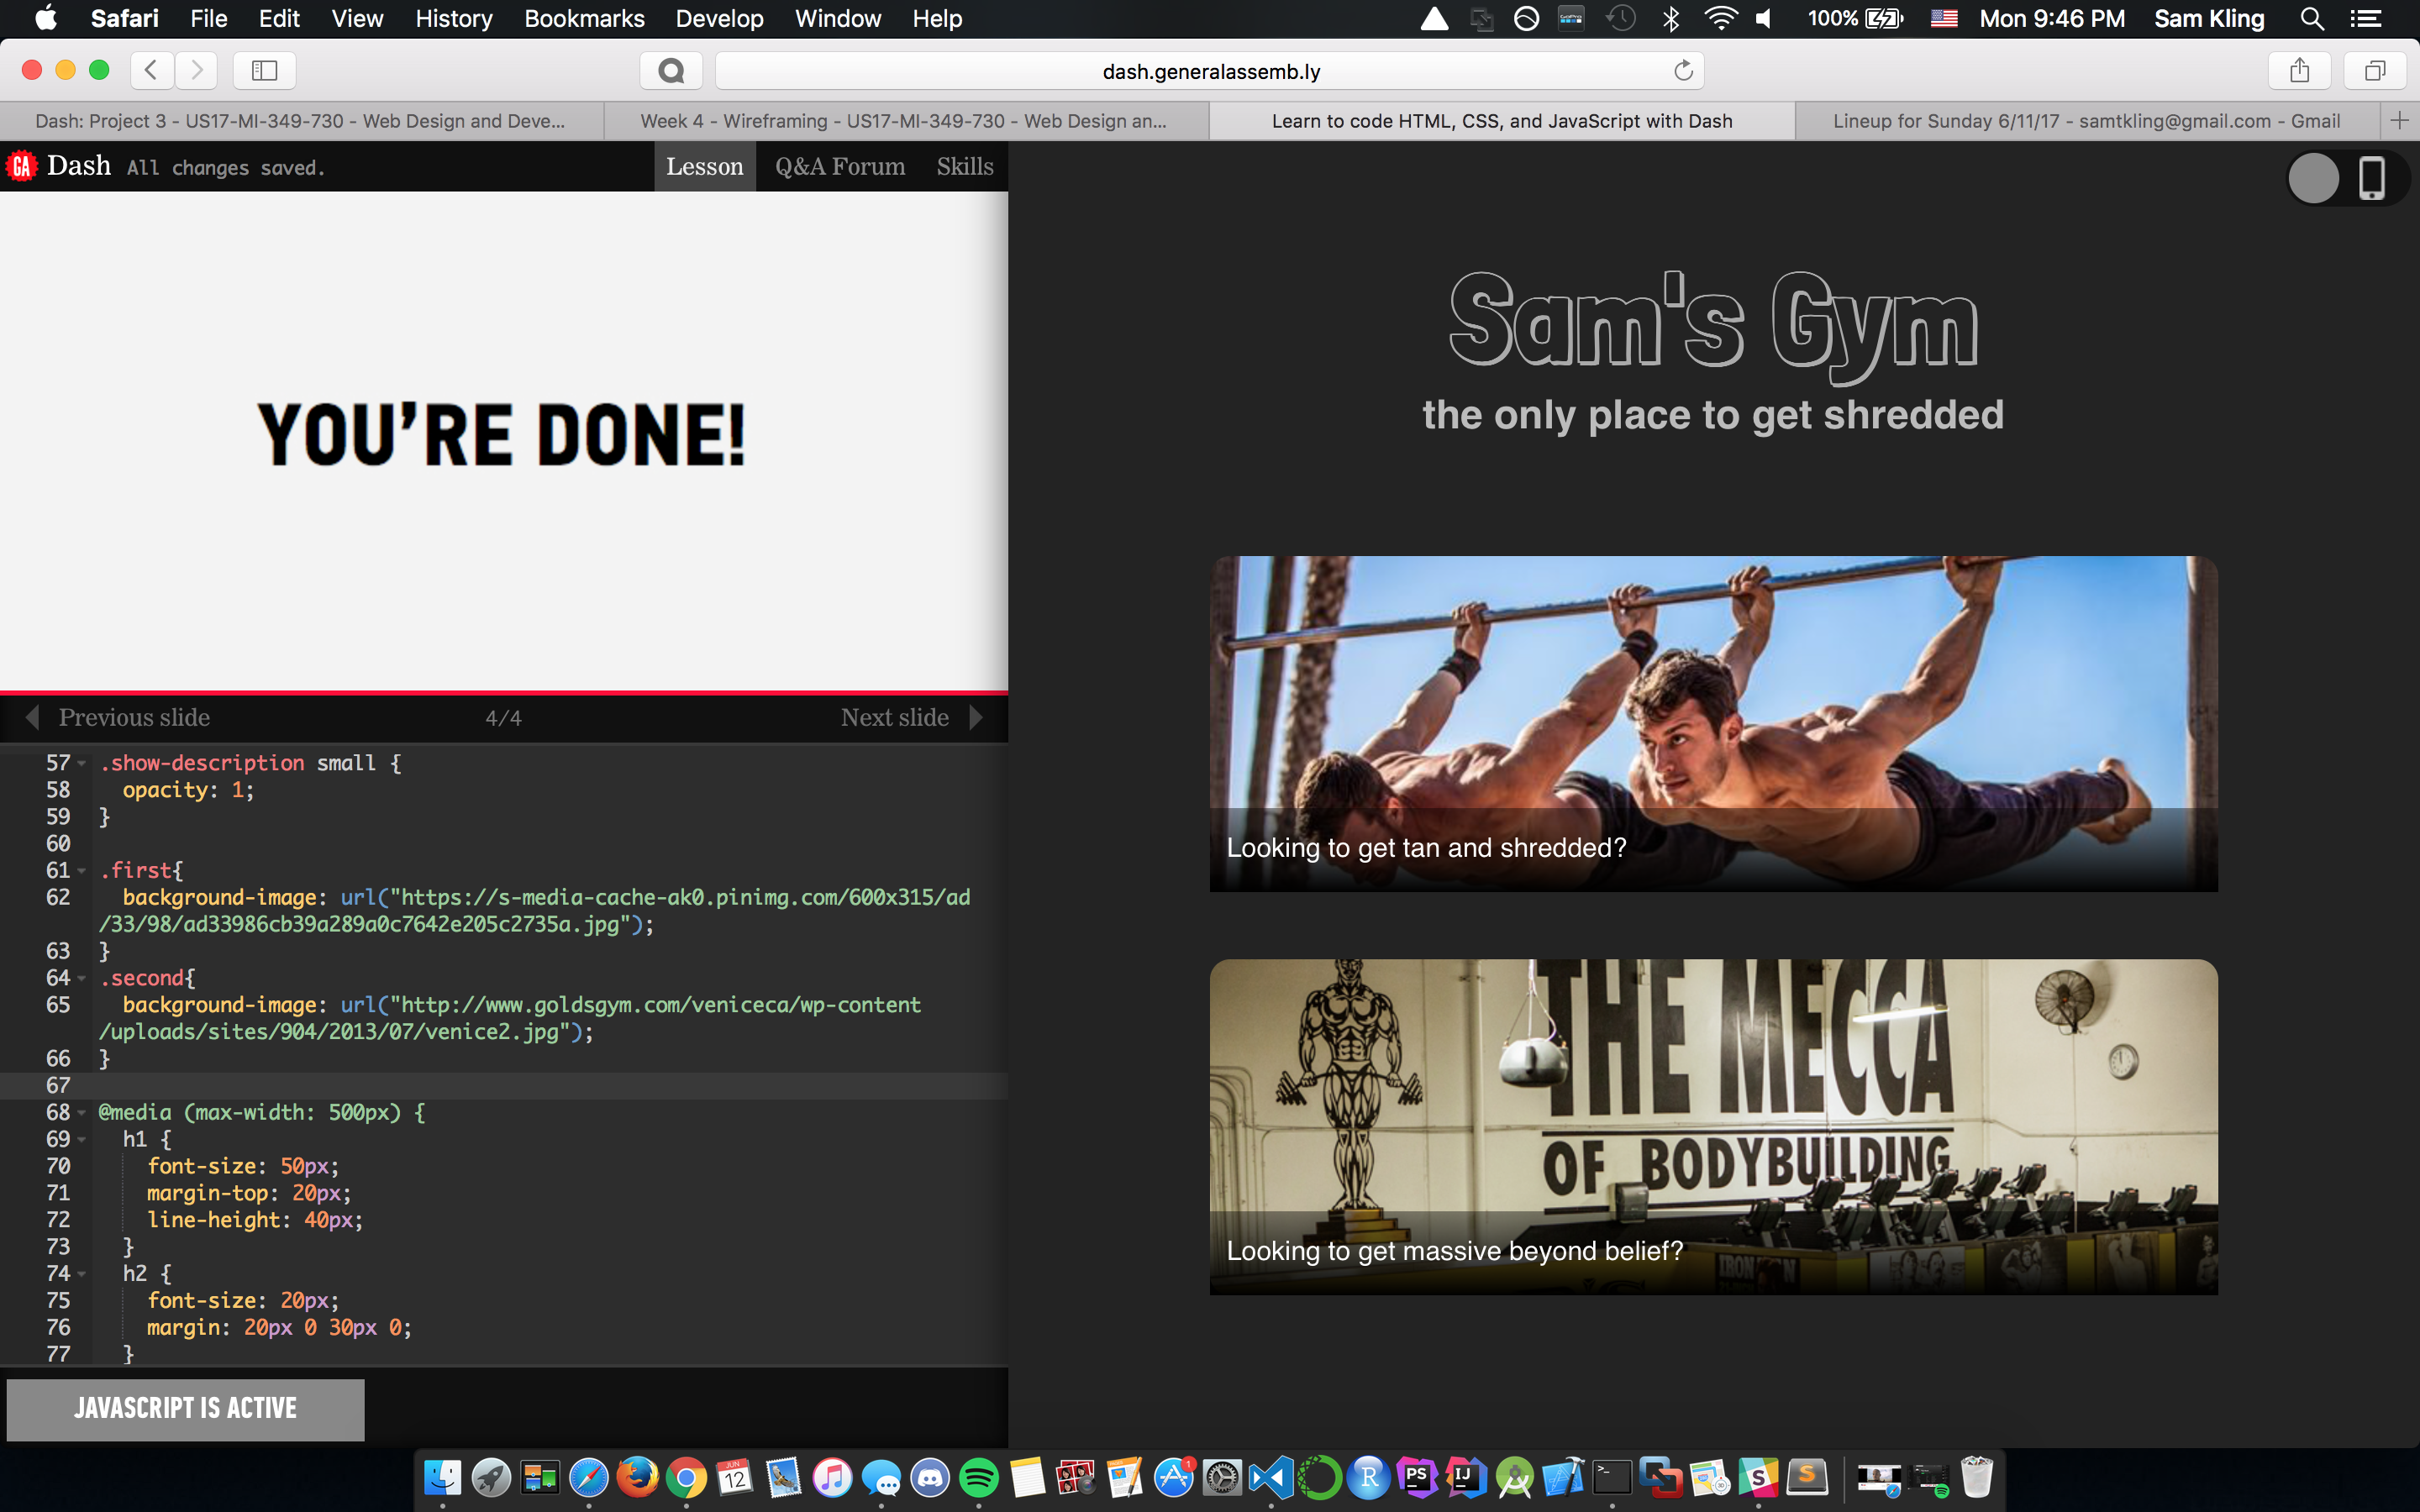 Safari File Edit View History Bookmarks Develop Window Help 100% Mon 9:46 PM Sam Kling
dash.generalassemb.ly
Dash: Project 3 - US17-MI-349-730 - Web Design and Deve...
Week 4 - Wireframing - US17-MI-349-730 - Web Design an...
Learn to code HTML, CSS, and JavaScript with Dash
Lineup for Sunday 6/11/17 - samtkling@gmail.com - Gmail
GA Dash All changes saved. Lesson Q&A Forum Skills
YOU'RE DONE!
Previous slide 4/4 Next slide
57 .show-description small {
58 opacity: 1;
59 }
60
61 .first{
62 background-image: url("https://s-media-cache-ak0.pinimg.com/600x315/ad
/33/98/ad33986cb39a289a0c7642e205c2735a.jpg");
63 }
64 .second{
65 background-image: url("http://www.goldsgym.com/veniceca/wp-content
/uploads/sites/904/2013/07/venice2.jpg");
66 }
67
68 @media (max-width: 500px) {
69 h1 {
70 font-size: 50px;
71 margin-top: 20px;
72 line-height: 40px;
73 }
74 h2 {
75 font-size: 20px;
76 margin: 20px 0 30px 0;
77 }
JAVASCRIPT IS ACTIVE
Sam's Gym
the only place to get shredded
Looking to get tan and shredded?
THE MECCA
OF BODYBUILDING
IRON
Looking to get massive beyond belief?
JUN
12
1
R
PS
IJ
>_
S
S